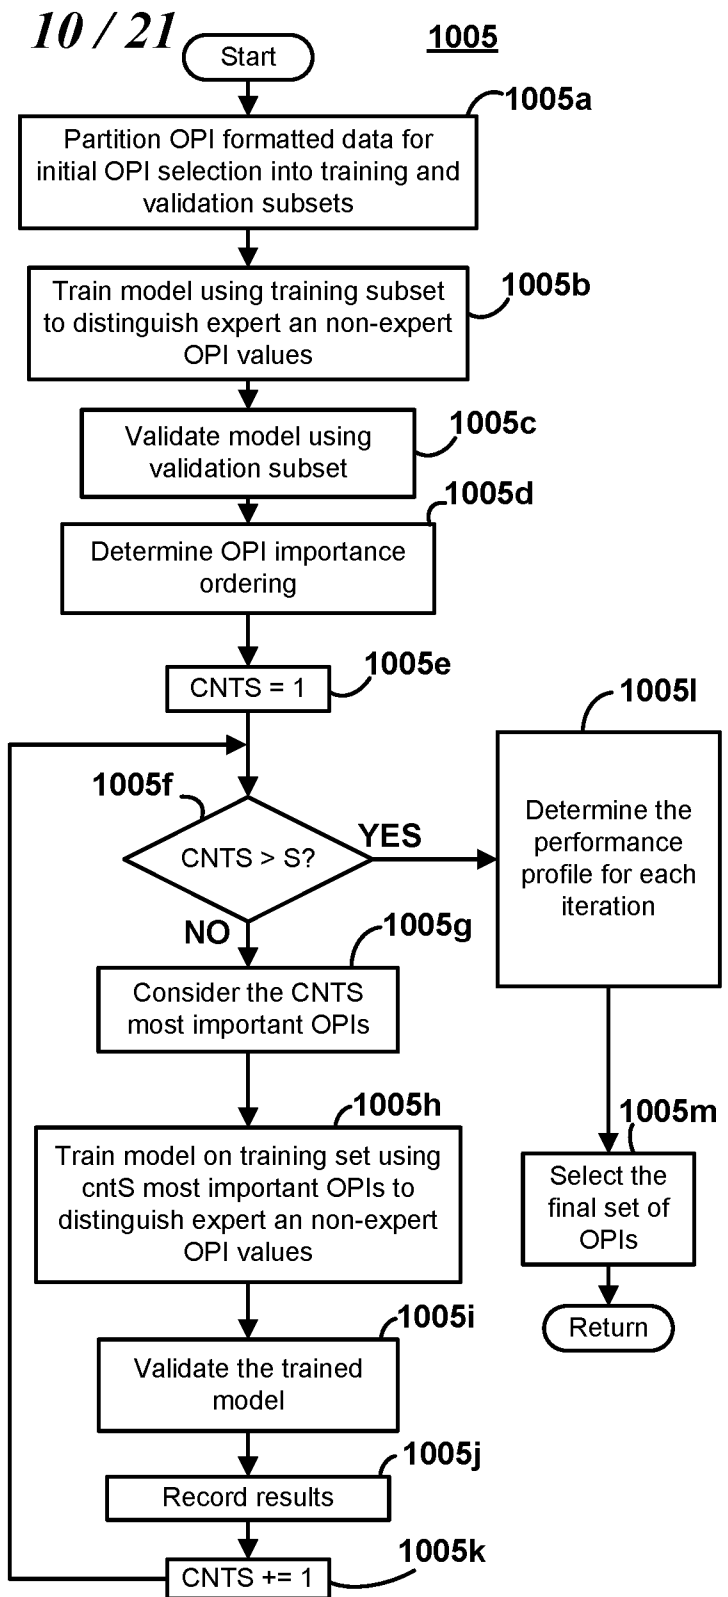 10 / 21
1005
Start
1005a
Partition OPI formatted data for
initial OPI selection into training and
validation subsets
1005b
Train model using training subset
to distinguish expert an non-expert
OPI values
1005c
Validate model using
validation subset
1005d
Determine OPI importance
ordering
1005e
CNTS = 1
1005f
CNTS > S?
YES
NO
1005l
Determine the
performance
profile for each
iteration
1005g
Consider the CNTS
most important OPIs
1005h
Train model on training set using
cntS most important OPIs to
distinguish expert an non-expert
OPI values
1005m
Select the
final set of
OPIs
Return
1005i
Validate the trained
model
1005j
Record results
1005k
CNTS += 1